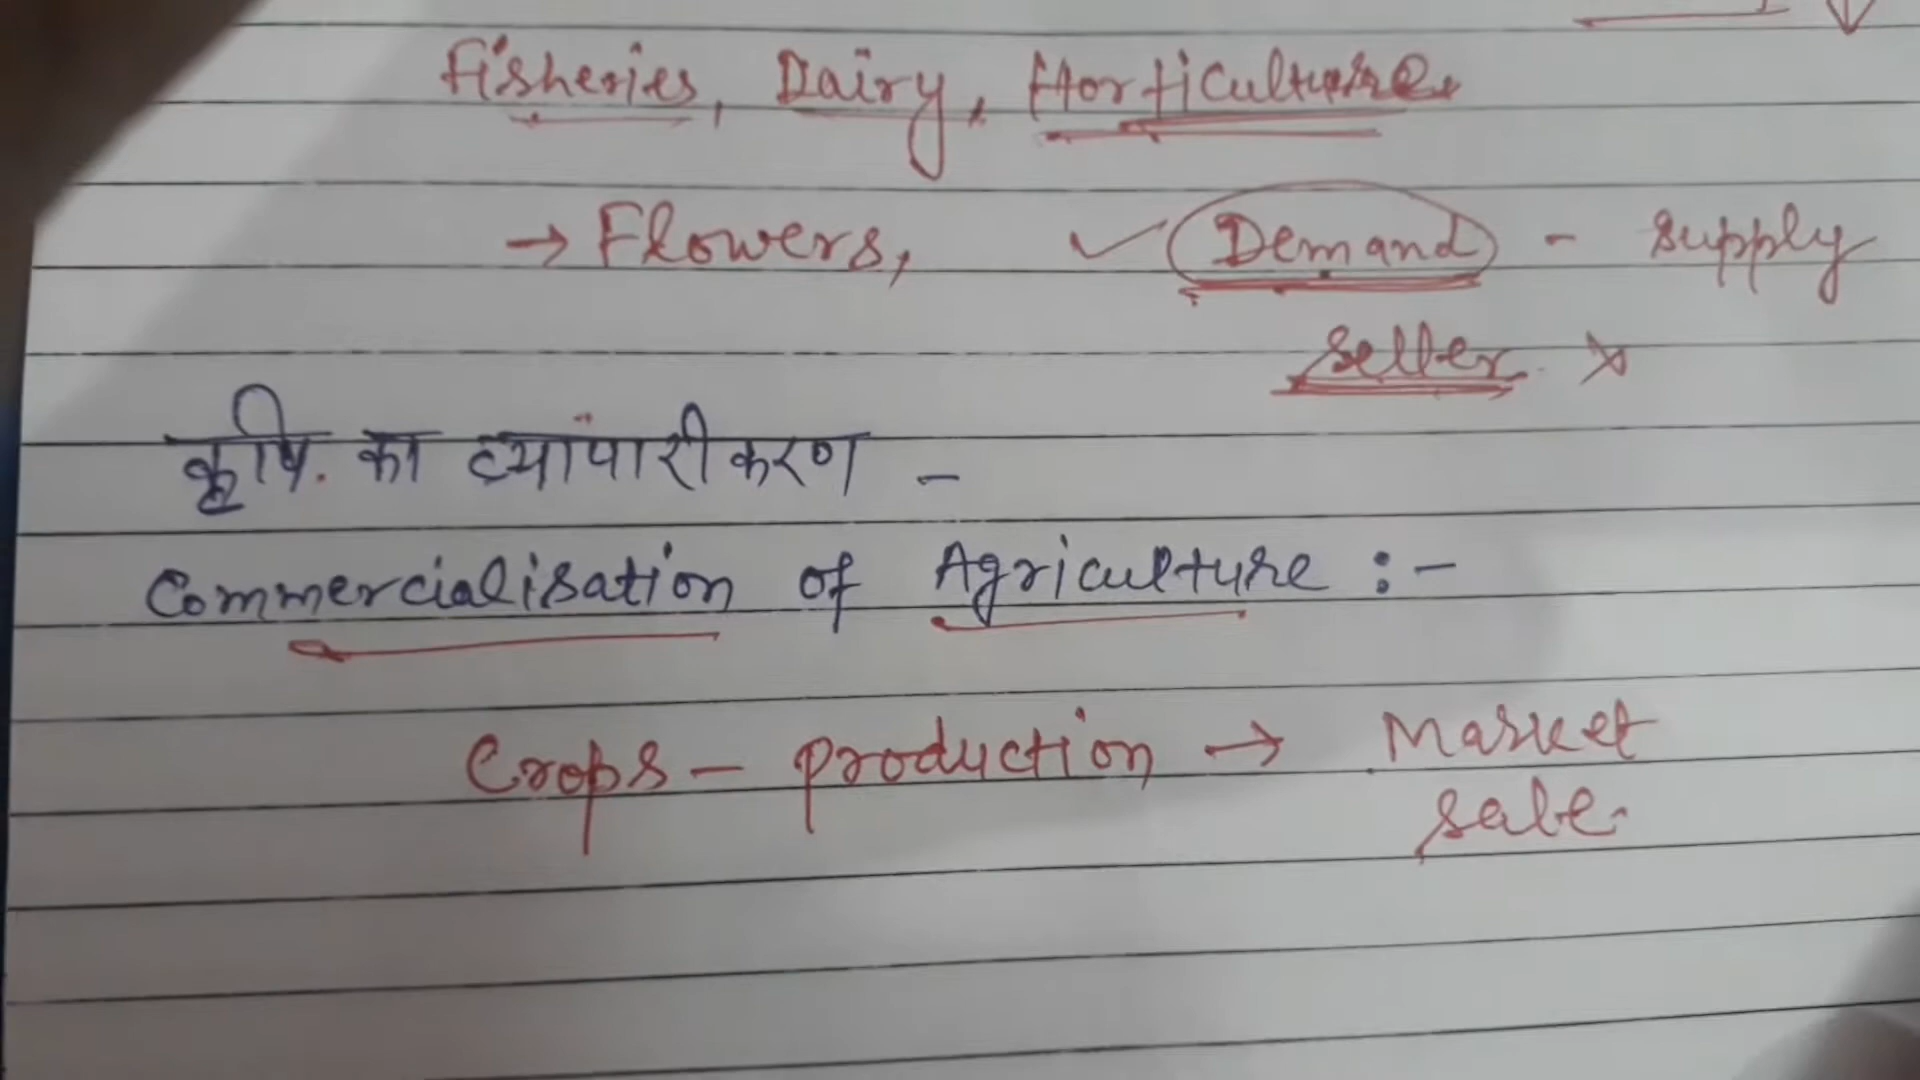 Fisheries, Dairy, Horticulture.
→ Flowers, ✓ Demand - supply
seller x
कृषि का व्यापारीकरण -
Commercialisation of Agriculture :-
Crops - production → Market
sale.